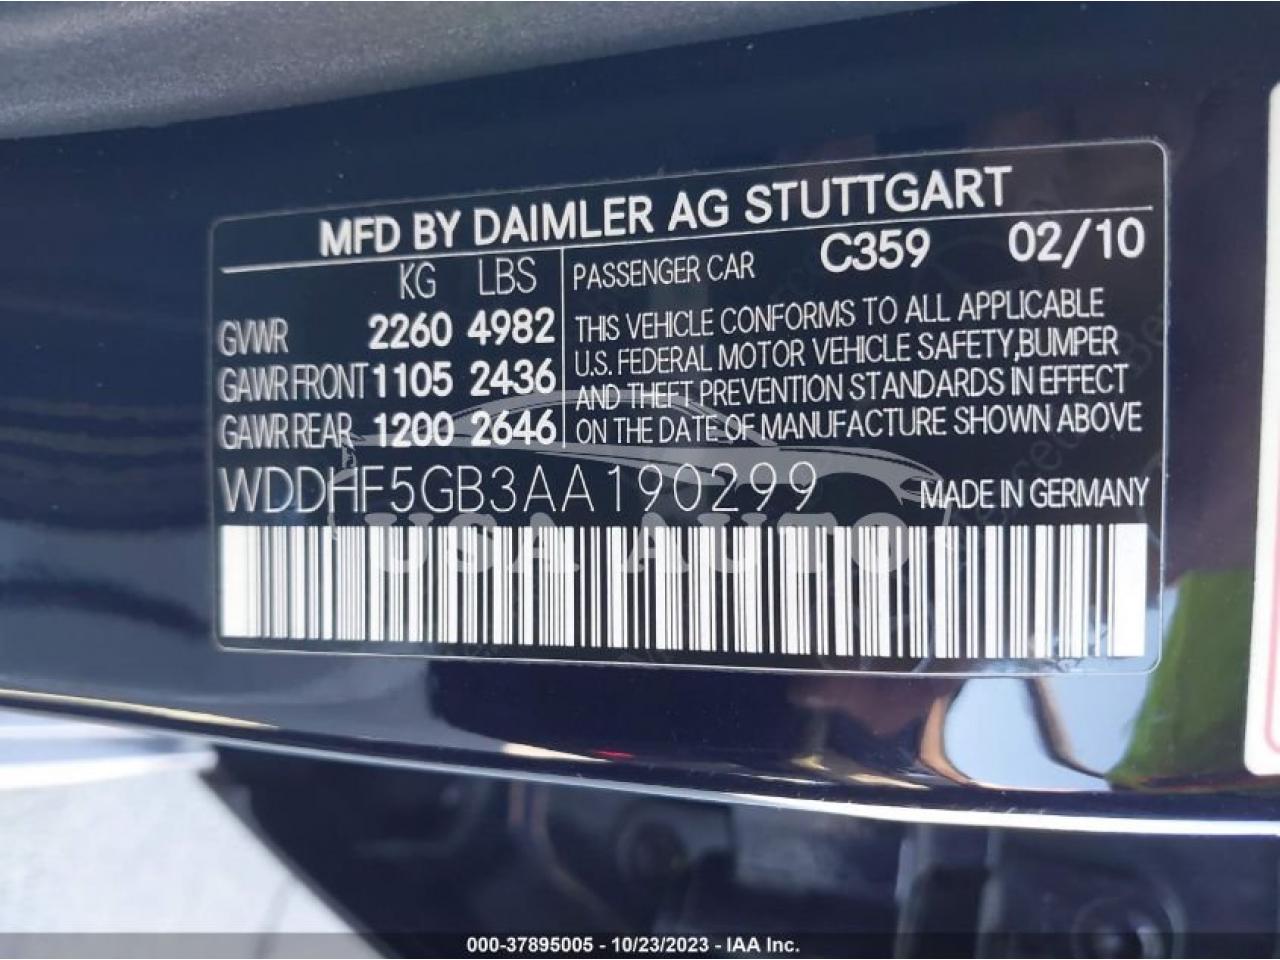 MFD BY DAIMLER AG STUTTGART
KG LBS
GVWR 2260 4982
GAWR FRONT 1105 2436
GAWR REAR 1200 2646
PASSENGER CAR C359 02/10
THIS VEHICLE CONFORMS TO ALL APPLICABLE
U.S. FEDERAL MOTOR VEHICLE SAFETY,BUMPER
AND THEFT PREVENTION STANDARDS IN EFFECT
ON THE DATE OF MANUFACTURE SHOWN ABOVE
WDDHF5GB3AA190299 MADE IN GERMANY
USA AUTO
000-37895005 - 10/23/2023 - IAA Inc.